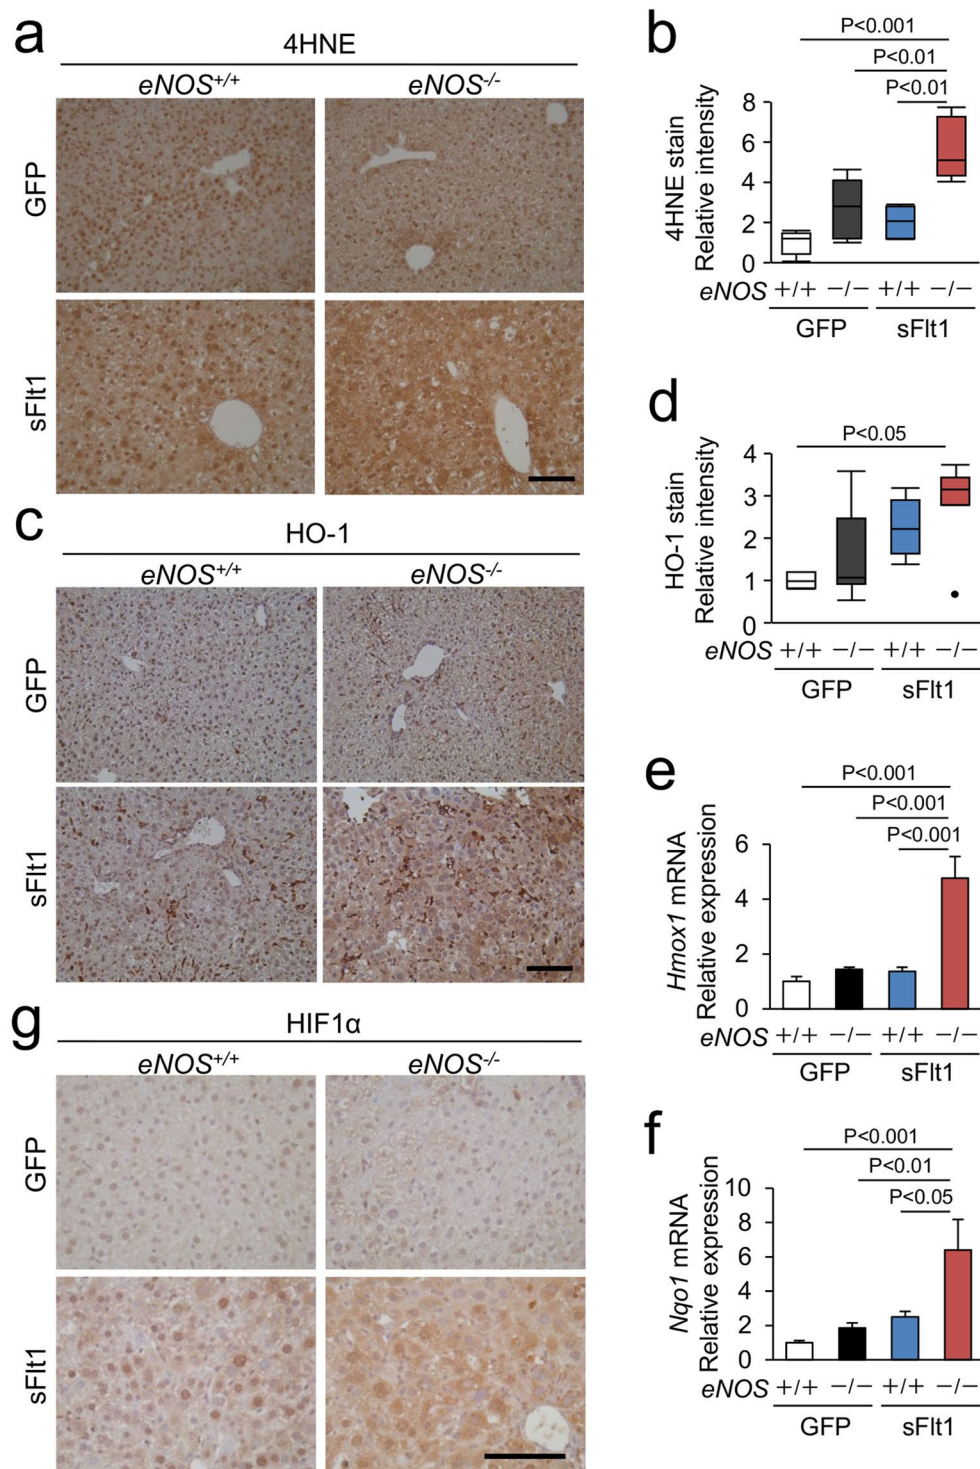 a
4HNE
eNOS+/+ eNOS-/-
GFP
sFlt1
b
P<0.001
P<0.01
P<0.01
4HNE stain
Relative intensity
8
6
4
2
0
eNOS +/+ −/− +/+ −/−
GFP sFlt1
c
HO-1
eNOS+/+ eNOS-/-
GFP
sFlt1
d
P<0.05
HO-1 stain
Relative intensity
4
3
2
1
0
eNOS +/+ −/− +/+ −/−
GFP sFlt1
e
P<0.001
P<0.001
P<0.001
Hmox1 mRNA
Relative expression
6
4
2
0
eNOS +/+ −/− +/+ −/−
GFP sFlt1
g
HIF1α
eNOS+/+ eNOS-/-
GFP
sFlt1
f
P<0.001
P<0.01
P<0.05
Nqo1 mRNA
Relative expression
10
8
6
4
2
0
eNOS +/+ −/− +/+ −/−
GFP sFlt1